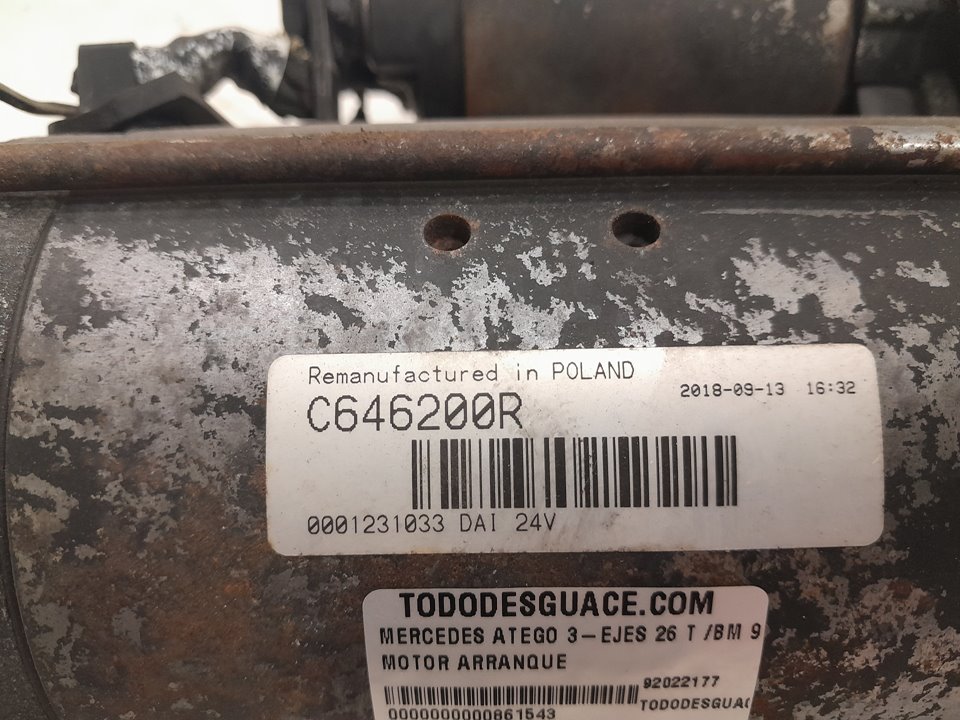 Remanufactured in POLAND
2018-09-13 16:32
C646200R
0001231033 DAI 24V
TODODESGUACE.COM
MERCEDES ATEGO 3-EJES 26 T /BM 9
MOTOR ARRANQUE
92022177
TODODESGUAC
0000000000861543